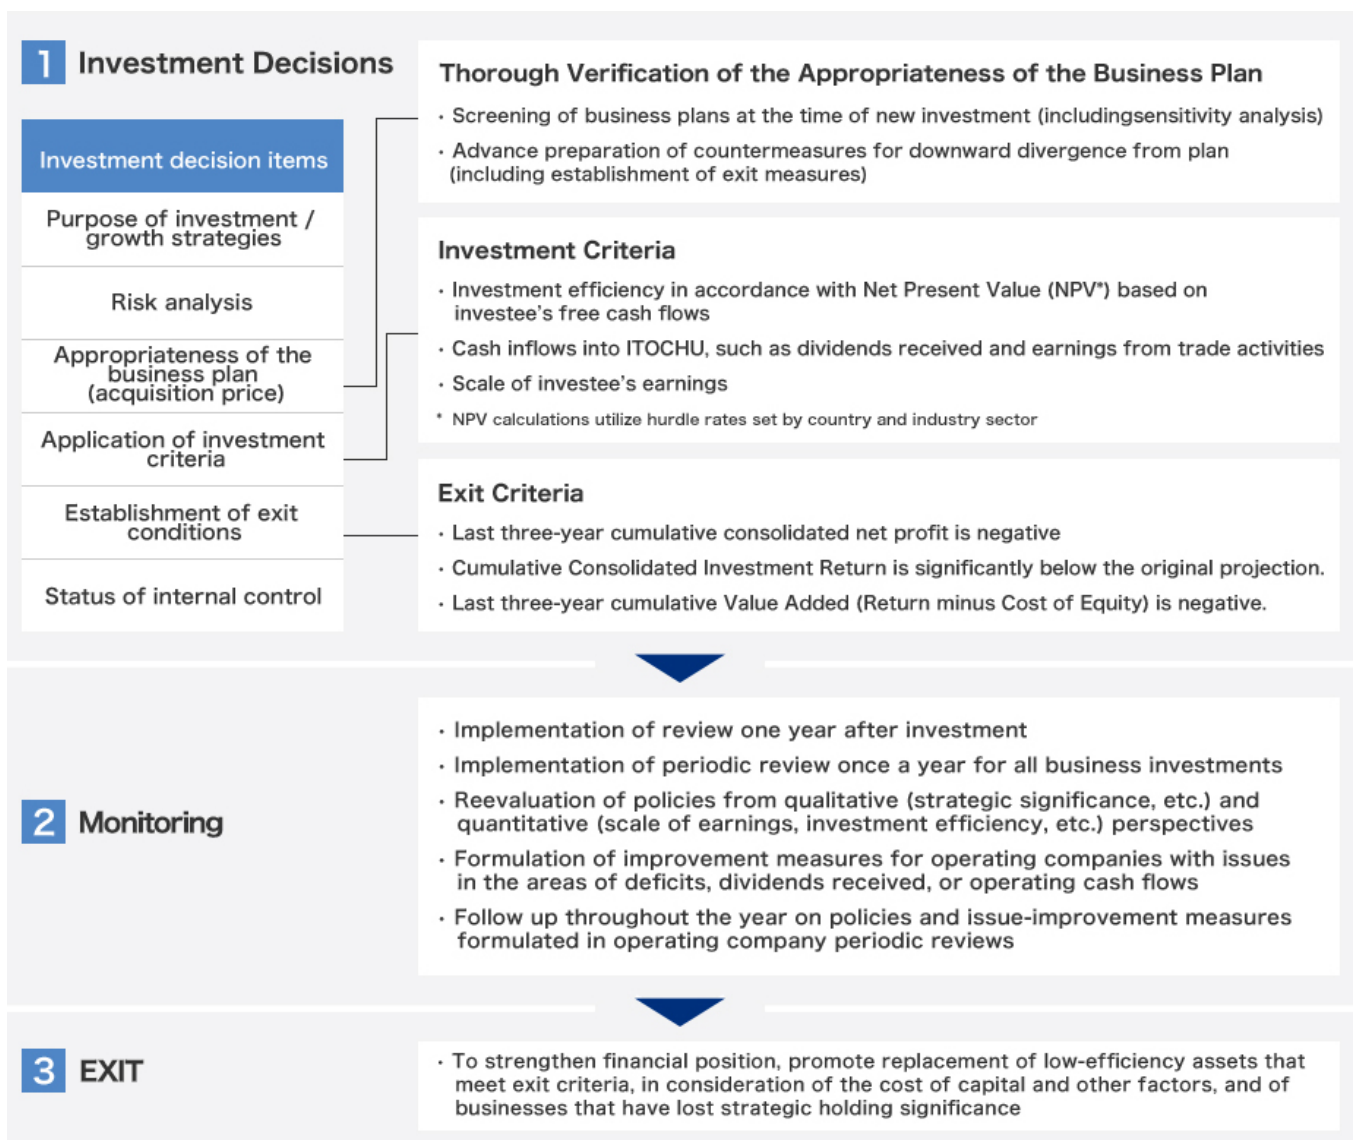 1 Investment Decisions
Investment decision items
Purpose of investment /
growth strategies
Risk analysis
Appropriateness of the
business plan
(acquisition price)
Application of investment
criteria
Establishment of exit
conditions
Status of internal control
Thorough Verification of the Appropriateness of the Business Plan
・Screening of business plans at the time of new investment (includingsensitivity analysis)
・Advance preparation of countermeasures for downward divergence from plan
(including establishment of exit measures)
Investment Criteria
・Investment efficiency in accordance with Net Present Value (NPV*) based on
investee's free cash flows
・Cash inflows into ITOCHU, such as dividends received and earnings from trade activities
・Scale of investee's earnings
* NPV calculations utilize hurdle rates set by country and industry sector
Exit Criteria
・Last three-year cumulative consolidated net profit is negative
・Cumulative Consolidated Investment Return is significantly below the original projection.
・Last three-year cumulative Value Added (Return minus Cost of Equity) is negative.
2 Monitoring
・Implementation of review one year after investment
・Implementation of periodic review once a year for all business investments
・Reevaluation of policies from qualitative (strategic significance, etc.) and
quantitative (scale of earnings, investment efficiency, etc.) perspectives
・Formulation of improvement measures for operating companies with issues
in the areas of deficits, dividends received, or operating cash flows
・Follow up throughout the year on policies and issue-improvement measures
formulated in operating company periodic reviews
3 EXIT
・To strengthen financial position, promote replacement of low-efficiency assets that
meet exit criteria, in consideration of the cost of capital and other factors, and of
businesses that have lost strategic holding significance